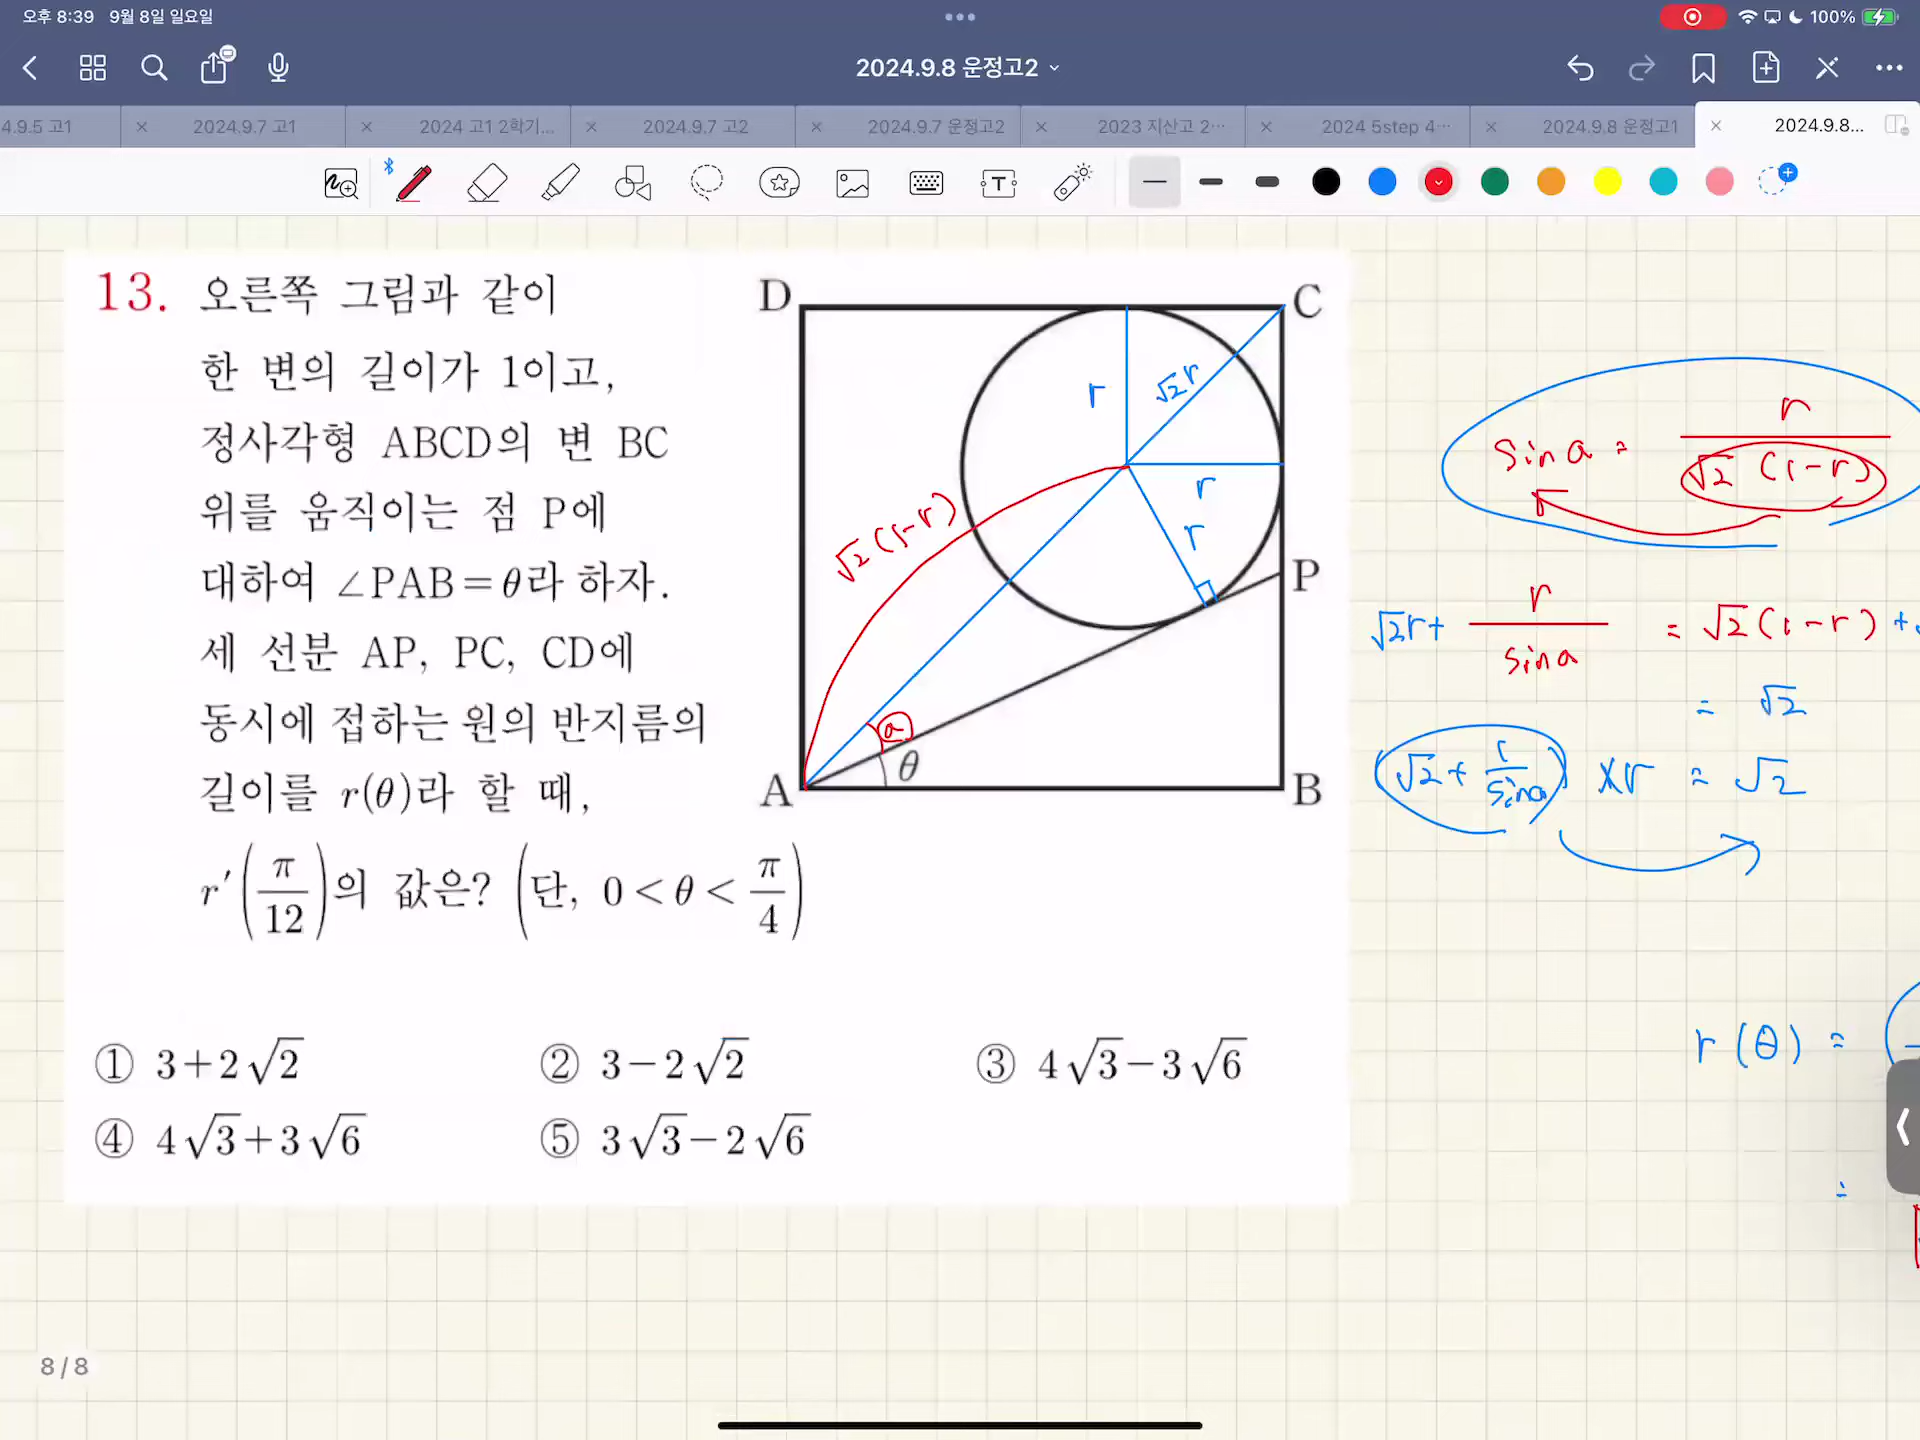 오후 8:39 9월 8일 일요일
100%
2024.9.8 운정고2
4.9.5 고1
2024.9.7 고1
2024 고1 2학기...
2024.9.7 고2
2024.9.7 운정고2
2023 지산고 2...
2024 5step 4...
2024.9.8 운정고1
2024.9.8...
13. 오른쪽 그림과 같이
한 변의 길이가 1이고,
정사각형 ABCD의 변 BC
위를 움직이는 점 P에
대하여 ∠PAB=θ라 하자.
세 선분 AP, PC, CD에
동시에 접하는 원의 반지름의
길이를 r(θ)라 할 때,
r′(π/12)의 값은? (단, 0<θ<π/4)
① 3+2√2
② 3-2√2
③ 4√3-3√6
④ 4√3+3√6
⑤ 3√3-2√6
D
C
r
√2r
r
r
√2(1-r)
P
a
θ
A
B
sin a = r/(√2(1-r))
√2r + r/sin a = √2(1-r) +
= √2
(√2 + 1/sin a) × r = √2
r(θ) =
=
8/8